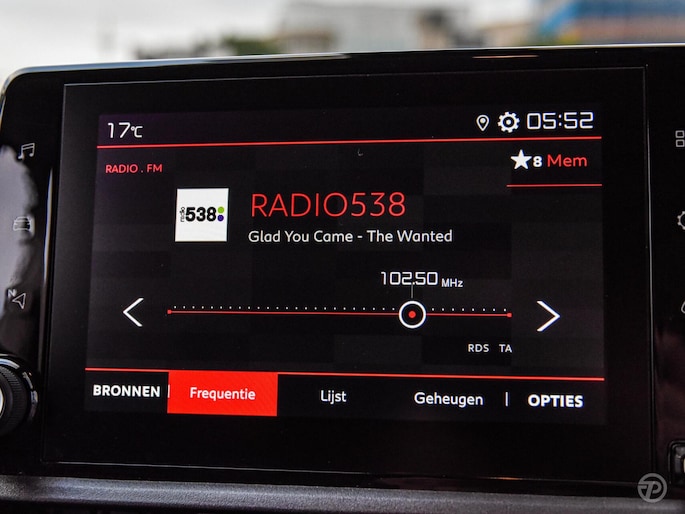 17°C 05:52
RADIO . FM
8 Mem
radio 538
RADIO538
Glad You Came - The Wanted
102.50 MHz
RDS TA
BRONNEN Frequentie Lijst Geheugen OPTIES
N